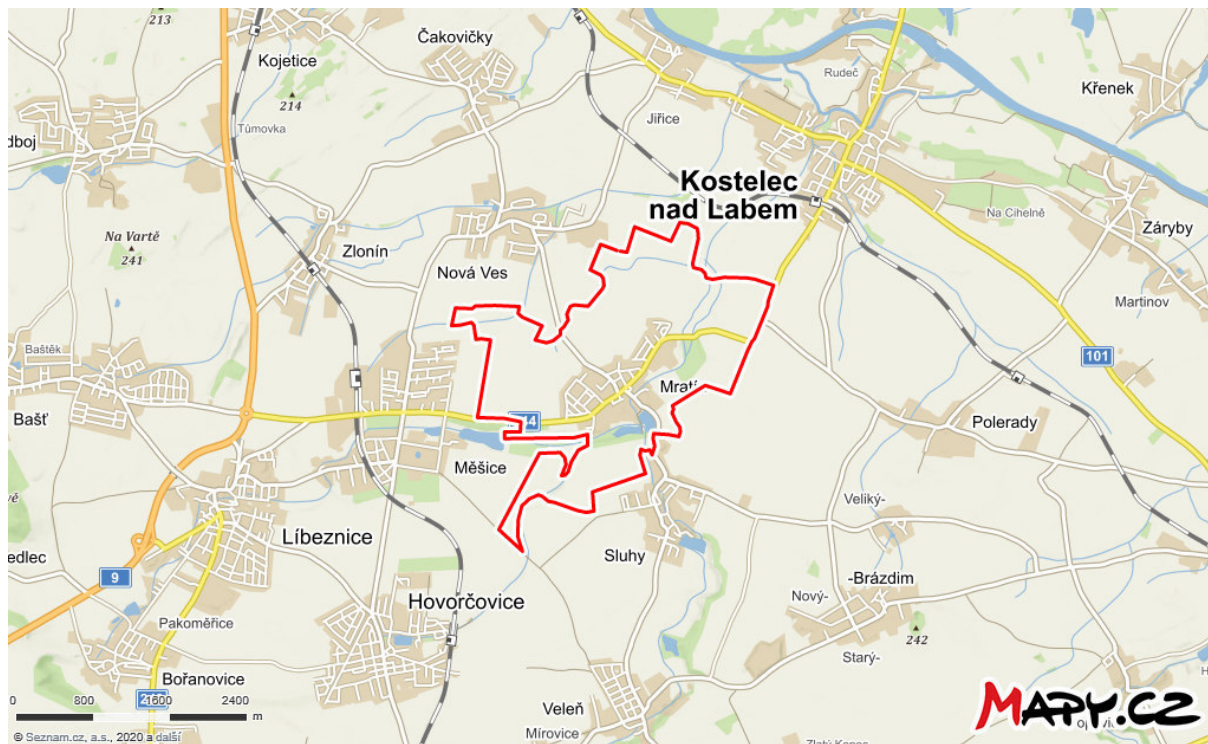 213
Čakovičky
Kojetice
214
Tůmovka
dboj
Rudeč
Křenek
Jiřice
Kostelec
nad Labem
Na Cihelně
Záryby
Na Vartě
241
Zlonín
Nová Ves
Martinov
Baštěk
101
Bašť
Mrat
Polerady
Měšice
Veliký-
Líbeznice
Sluhy
edlec
9
-Brázdim
Nový-
Hovorčovice
Pakoměřice
242
Starý-
Bořanovice
0 800 1600 2400
m
Veleň
Mírovice
MAPY.CZ
© Seznam.cz, a.s., 2020 a další